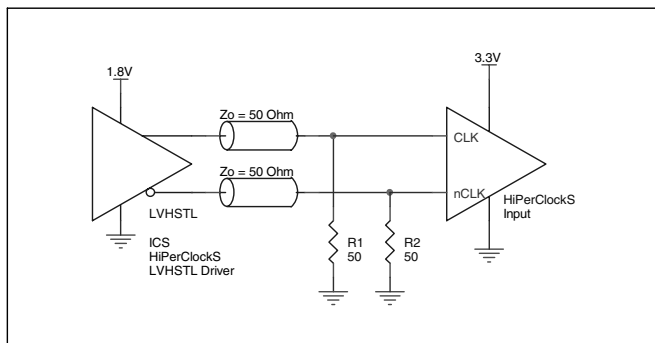 1.8V
3.3V
Zo = 50 Ohm
CLK
Zo = 50 Ohm
nCLK
HiPerClockS
Input
LVHSTL
ICS
HiPerClockS
LVHSTL Driver
R1
50
R2
50